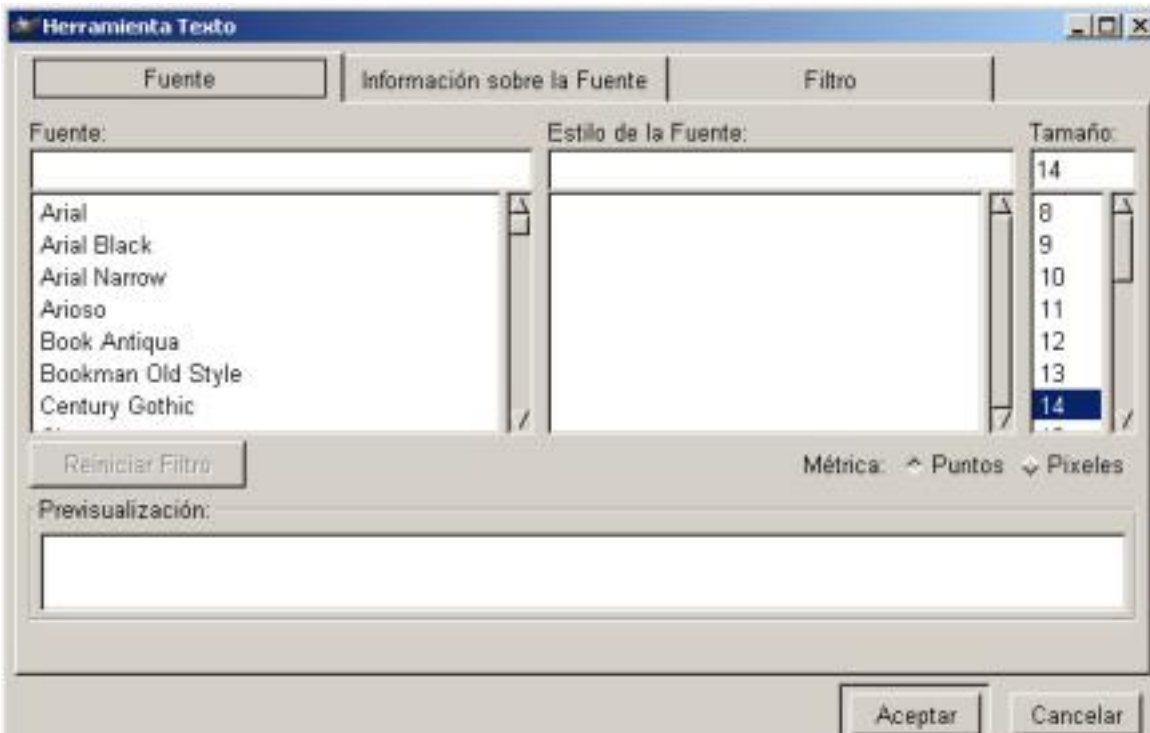 Herramienta Texto
Fuente
Información sobre la Fuente
Filtro
Fuente:
Estilo de la Fuente:
Tamaño:
14
Arial
Arial Black
Arial Narrow
Arioso
Book Antiqua
Bookman Old Style
Century Gothic
8
9
10
11
12
13
14
Reiniciar Filtro
Métrica: Puntos Pixeles
Previsualización:
Aceptar
Cancelar